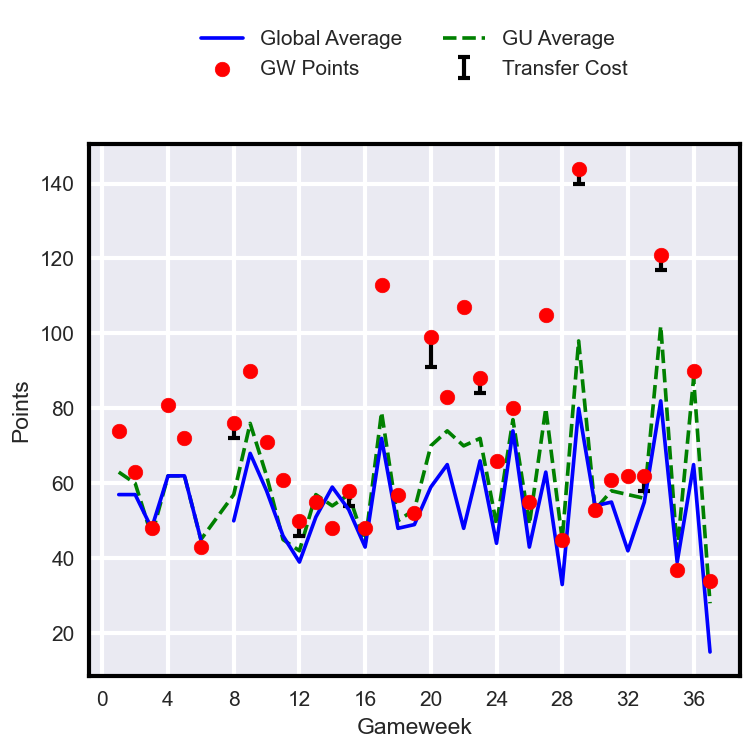 Global Average
GU Average
GW Points
Transfer Cost
140
120
100
80
60
40
20
Points
0 4 8 12 16 20 24 28 32 36
Gameweek